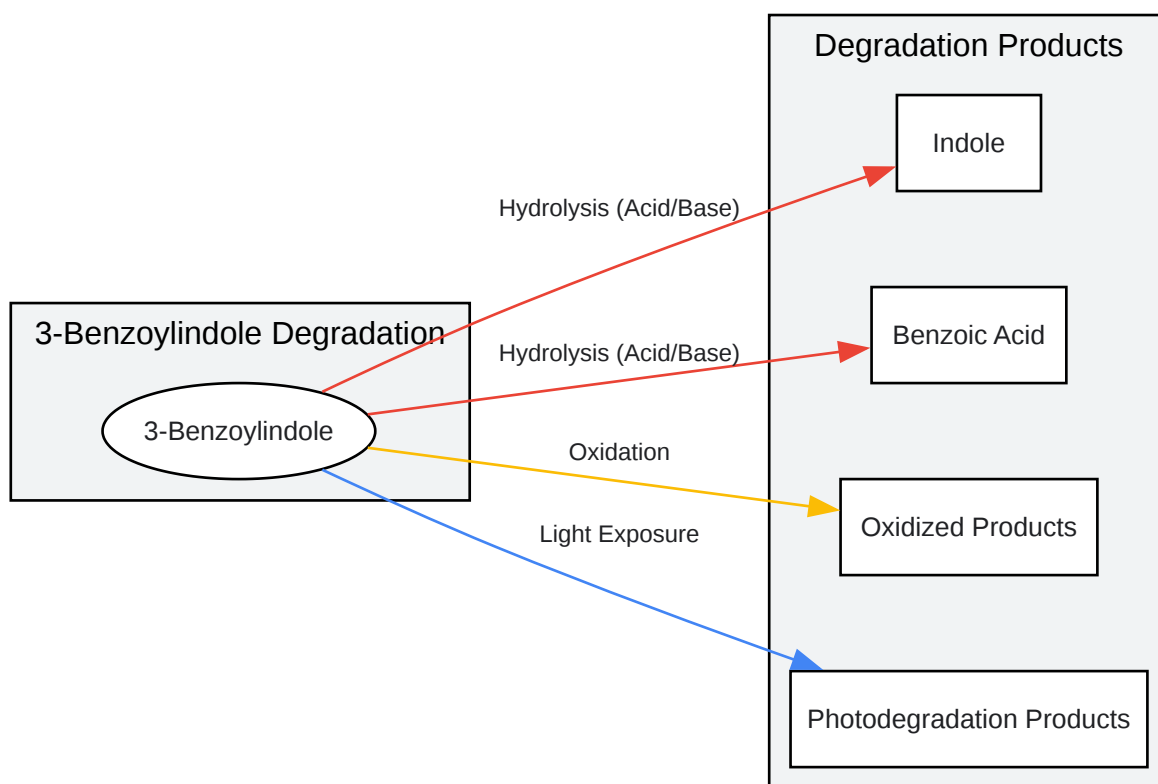 Degradation Products
Indole
Hydrolysis (Acid/Base)
3-Benzoylindole Degradation
Benzoic Acid
Hydrolysis (Acid/Base)
3-Benzoylindole
Oxidation
Oxidized Products
Light Exposure
Photodegradation Products